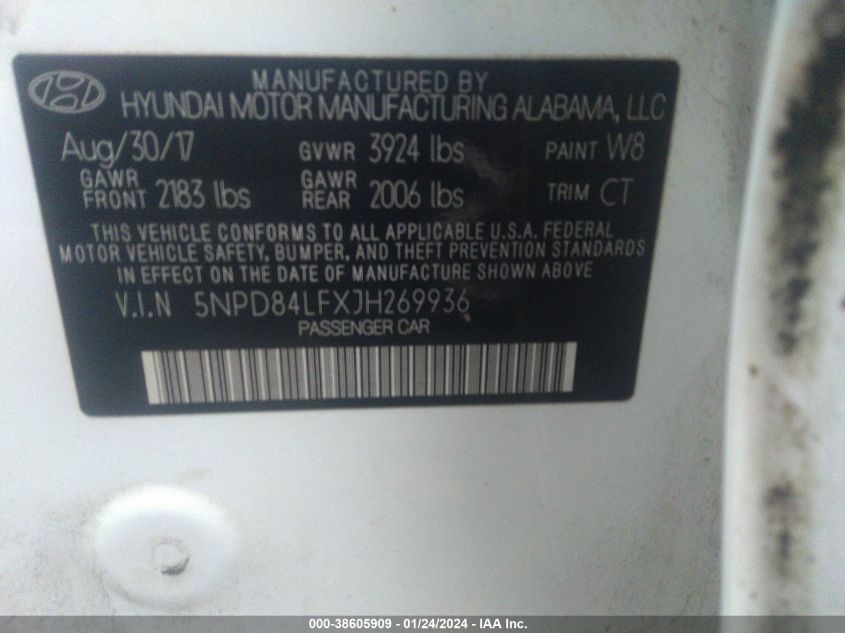 MANUFACTURED BY
HYUNDAI MOTOR MANUFACTURING ALABAMA, LLC
Aug/30/17 GVWR 3924 lbs PAINT W8
GAWR FRONT 2183 lbs GAWR REAR 2006 lbs TRIM CT
THIS VEHICLE CONFORMS TO ALL APPLICABLE U.S.A. FEDERAL
MOTOR VEHICLE SAFETY, BUMPER, AND THEFT PREVENTION STANDARDS
IN EFFECT ON THE DATE OF MANUFACTURE SHOWN ABOVE
V.I.N 5NPD84LFXJH269936
PASSENGER CAR
000-38605909 - 01/24/2024 - IAA Inc.